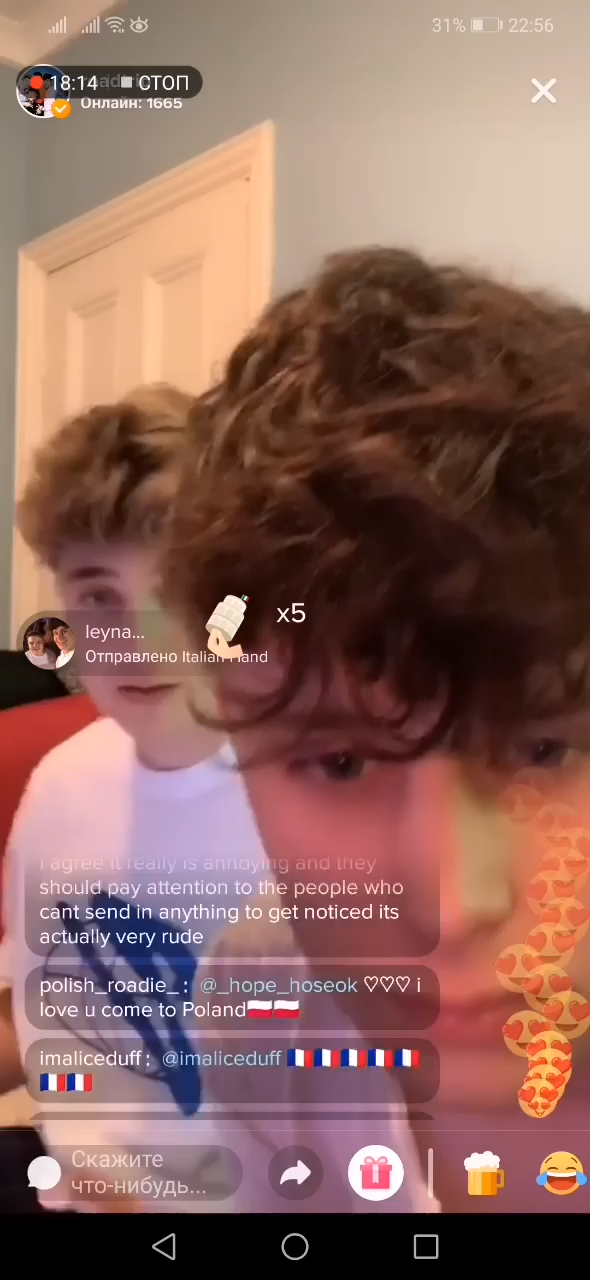 31% 22:56
18:14 СТОП
Онлайн: 1665
leyna...
Отправлено Italian Hand
x5
I agree it really is annoying and they
should pay attention to the people who
cant send in anything to get noticed its
actually very rude
polish_roadie_: @_hope_hoseok ♡♡♡ i
love u come to Poland🇵🇱🇵🇱
imaliceduff: @imaliceduff 🇫🇷🇫🇷🇫🇷🇫🇷🇫🇷
🇫🇷🇫🇷
Скажите
что-нибудь...